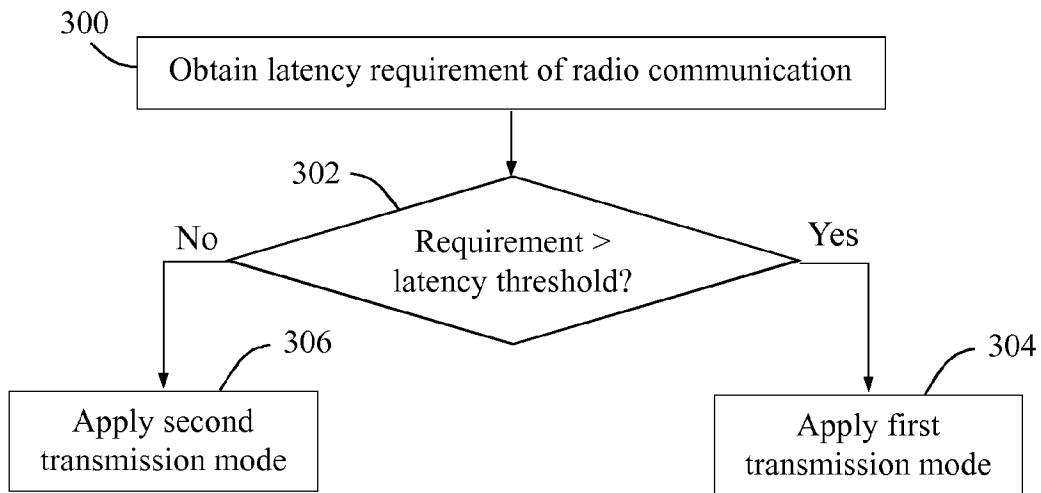 300
Obtain latency requirement of radio communication
302
No
Requirement >
latency threshold?
Yes
306
304
Apply second
transmission mode
Apply first
transmission mode